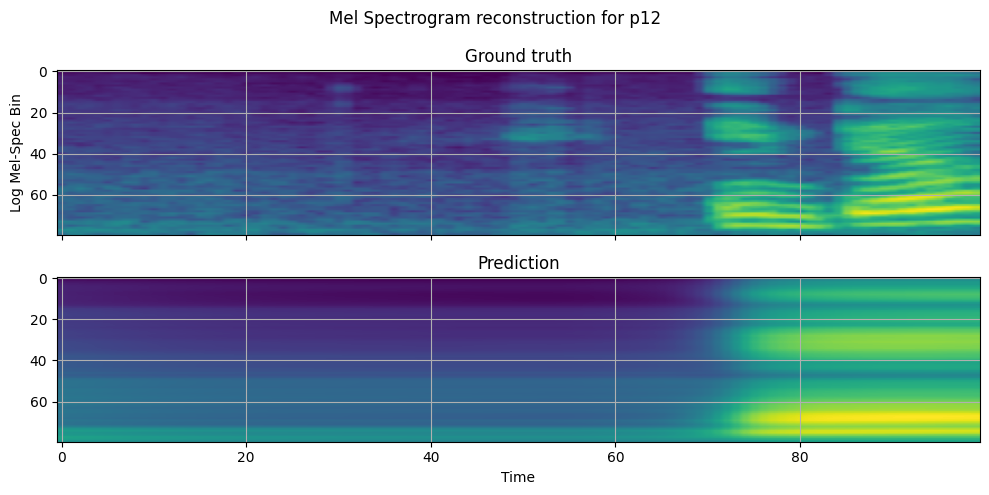 Mel Spectrogram reconstruction for p12
Ground truth
0
20
40
60
Log Mel-Spec Bin
Prediction
0
20
40
60
0 20 40 60 80
Time